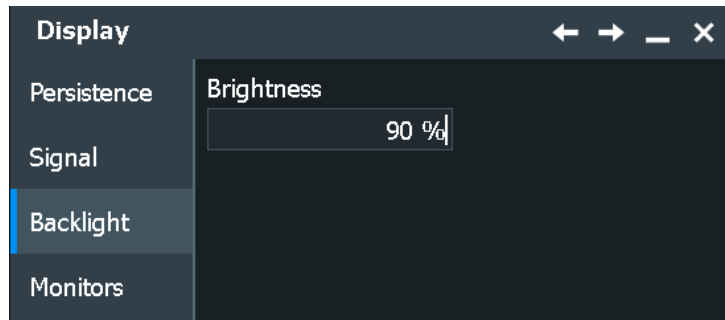 Display
Persistence
Signal
Backlight
Monitors
Brightness
90 %